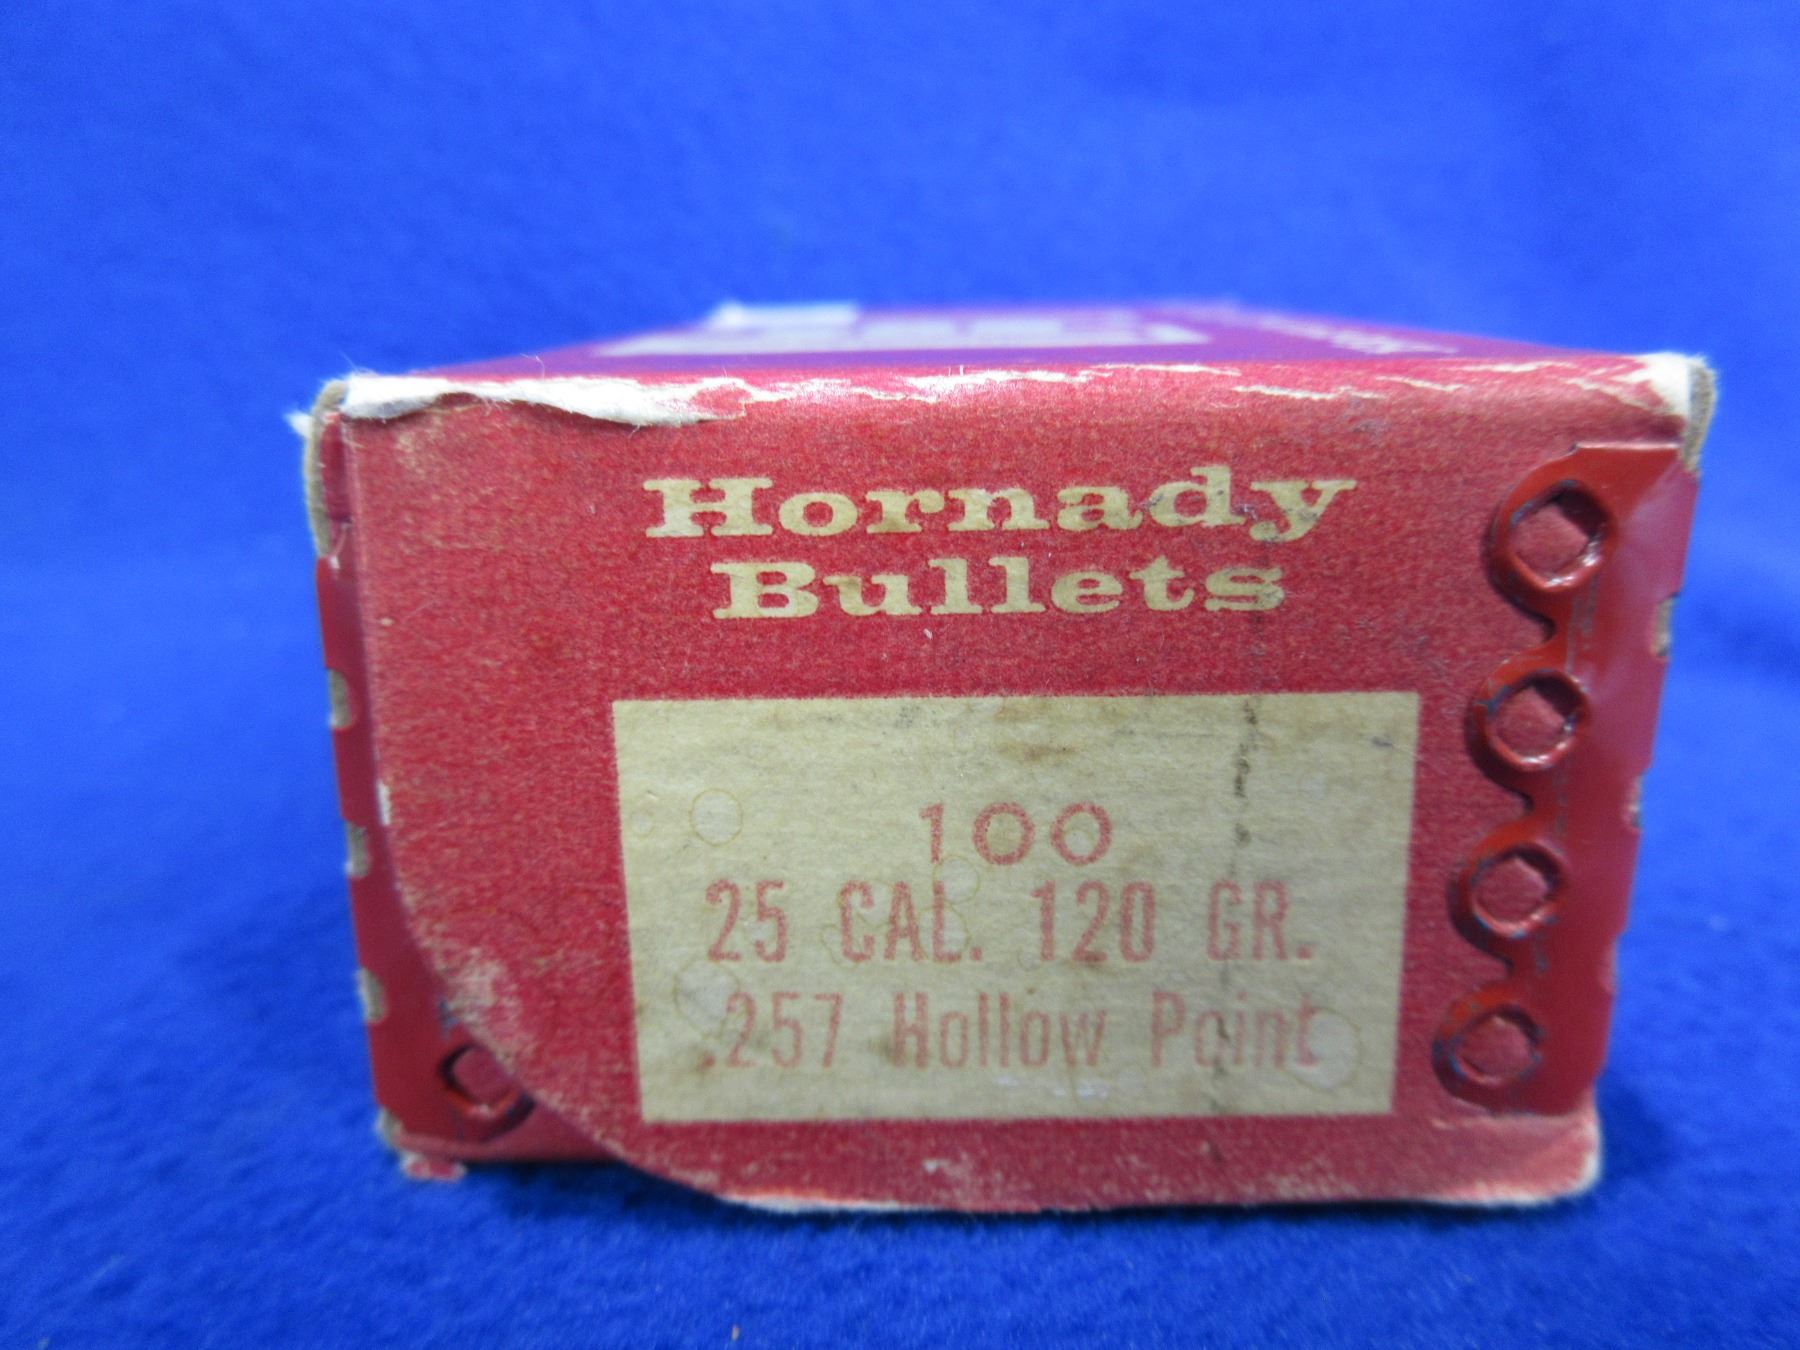 Hornady
Bullets
100
25 CAL. 120 GR.
.257 Hollow Point